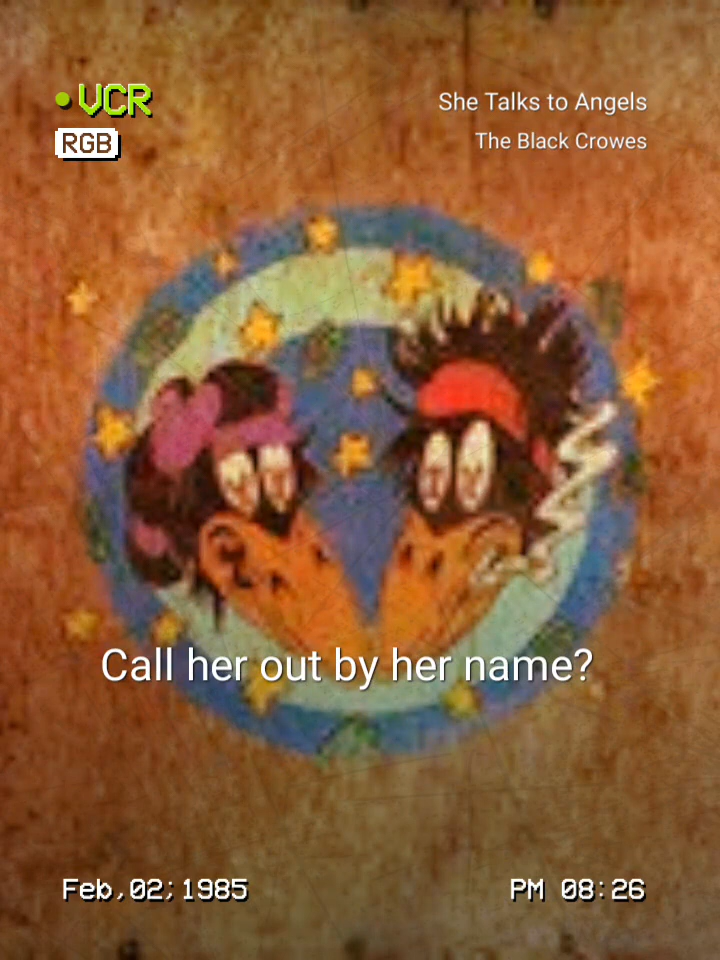 VCR
RGB
She Talks to Angels
The Black Crowes
Call her out by her name?
Feb,02;1985
PM 08:26